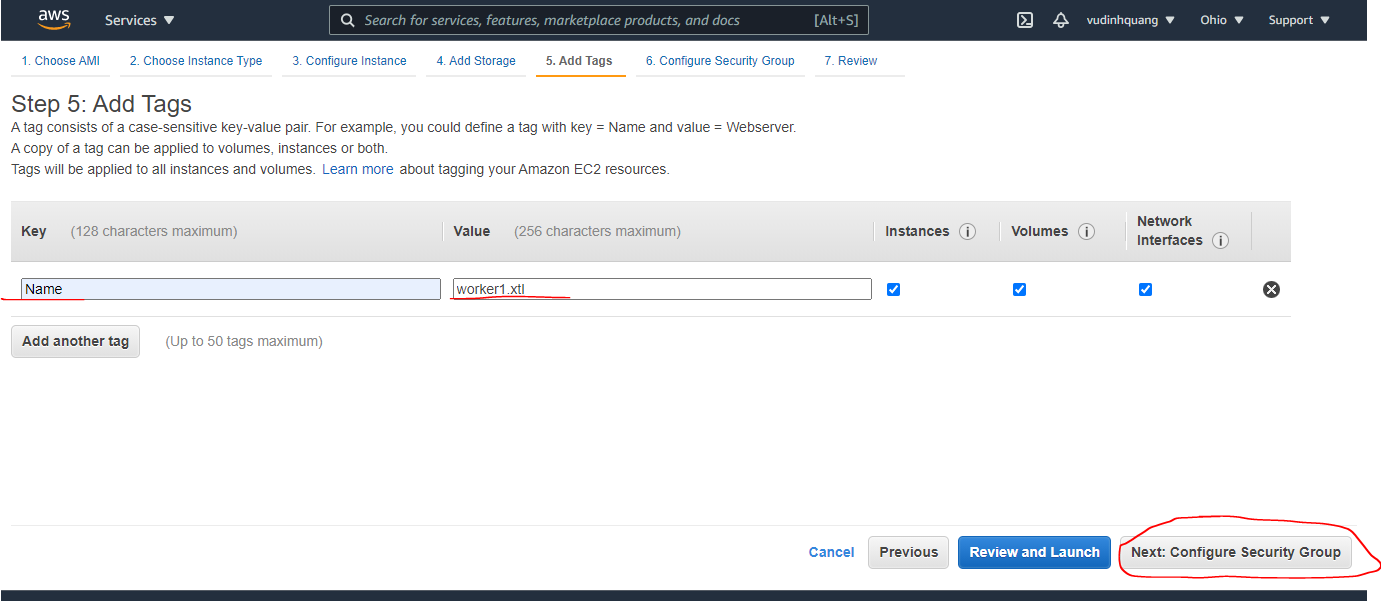 aws Services Search for services, features, marketplace products, and docs [Alt+S] vudinhquang Ohio Support
1. Choose AMI 2. Choose Instance Type 3. Configure Instance 4. Add Storage 5. Add Tags 6. Configure Security Group 7. Review
Step 5: Add Tags
A tag consists of a case-sensitive key-value pair. For example, you could define a tag with key = Name and value = Webserver.
A copy of a tag can be applied to volumes, instances or both.
Tags will be applied to all instances and volumes. Learn more about tagging your Amazon EC2 resources.
Key (128 characters maximum) Value (256 characters maximum) Instances i Volumes i Network
Interfaces i
Name worker1.xtl
Add another tag (Up to 50 tags maximum)
Cancel Previous Review and Launch Next: Configure Security Group